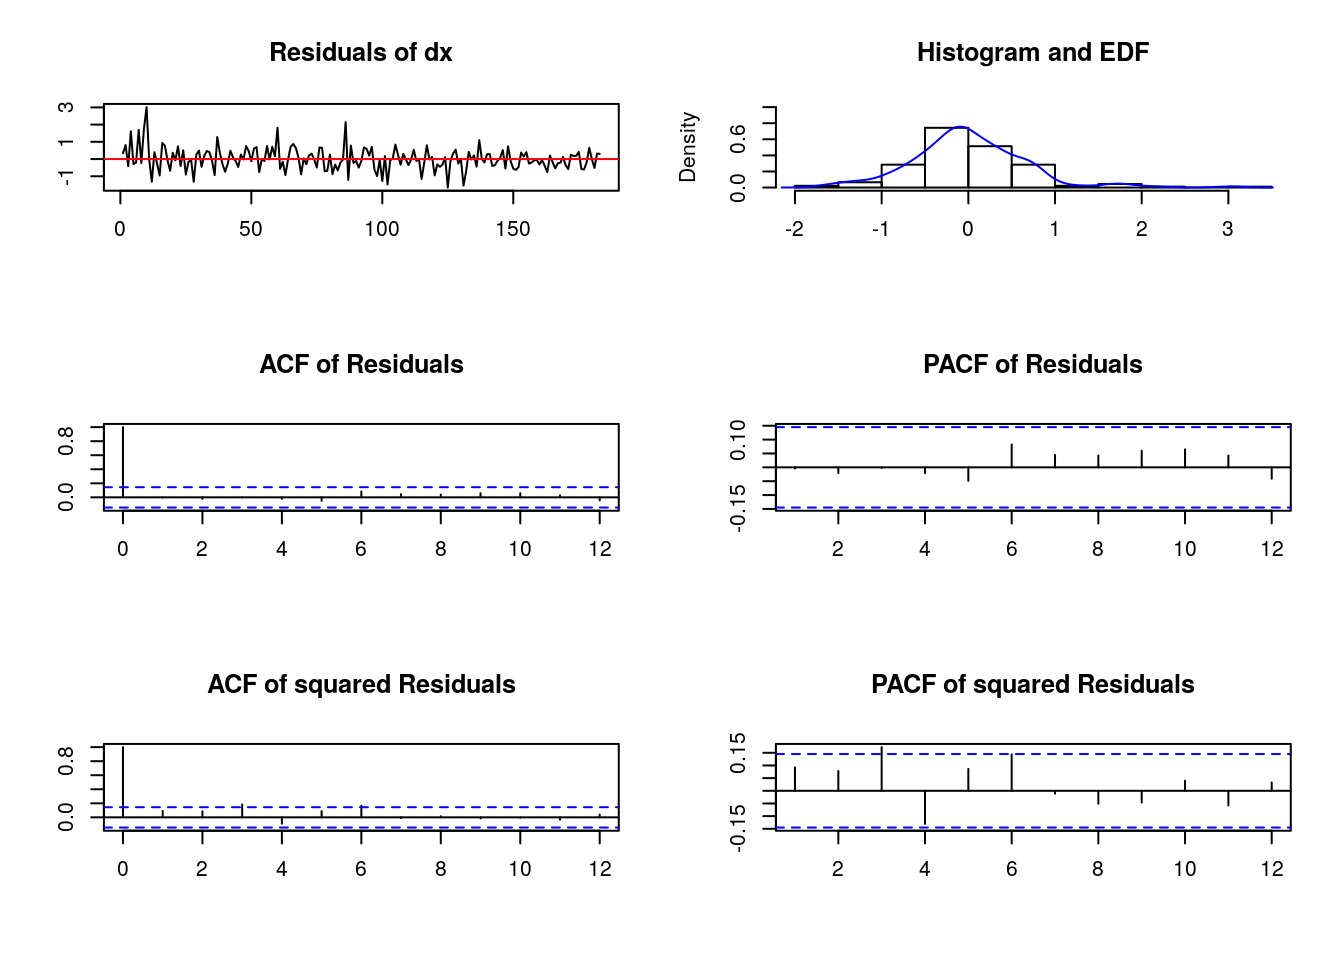 Residuals of dx
3
1
-1
0 50 100 150
Histogram and EDF
Density
0.6
0.0
-2 -1 0 1 2 3
ACF of Residuals
0.8
0.0
0 2 4 6 8 10 12
PACF of Residuals
0.10
-0.15
2 4 6 8 10 12
ACF of squared Residuals
0.8
0.0
0 2 4 6 8 10 12
PACF of squared Residuals
0.15
-0.15
2 4 6 8 10 12